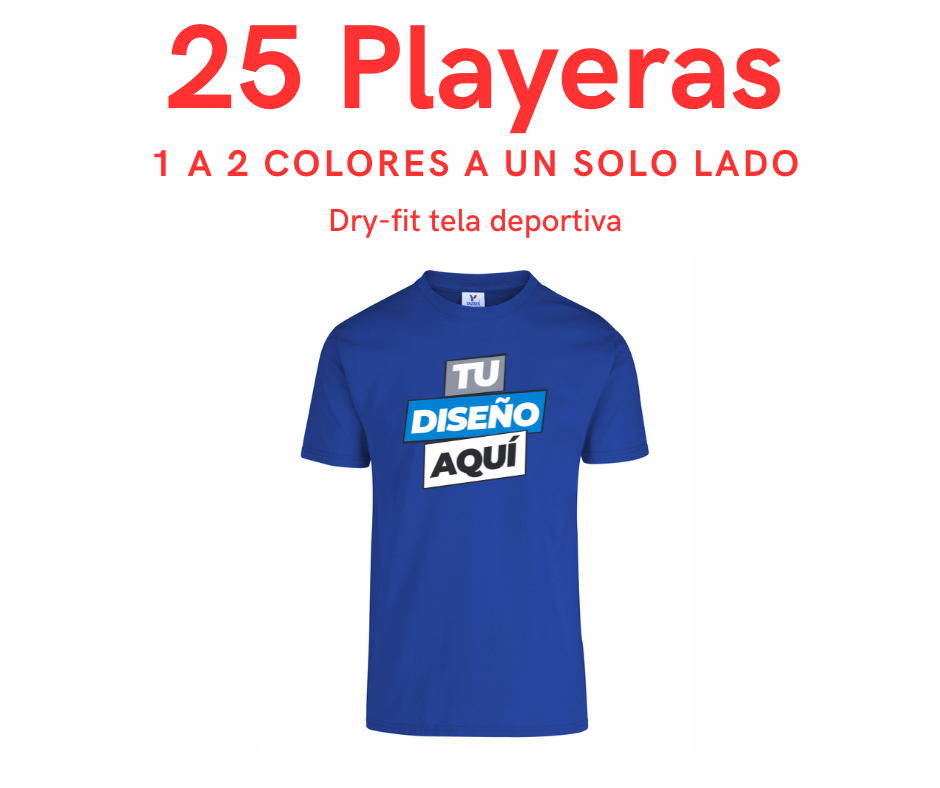 25 Playeras
1 A 2 COLORES A UN SOLO LADO
Dry-fit tela deportiva
TU
DISEÑO
AQUÍ